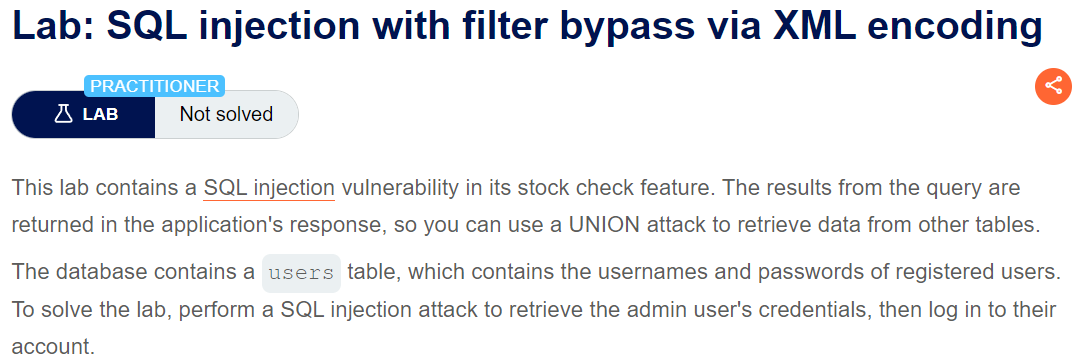 Lab: SQL injection with filter bypass via XML encoding
PRACTITIONER
LAB
Not solved
This lab contains a SQL injection vulnerability in its stock check feature. The results from the query are
returned in the application's response, so you can use a UNION attack to retrieve data from other tables.
The database contains a users table, which contains the usernames and passwords of registered users.
To solve the lab, perform a SQL injection attack to retrieve the admin user's credentials, then log in to their
account.